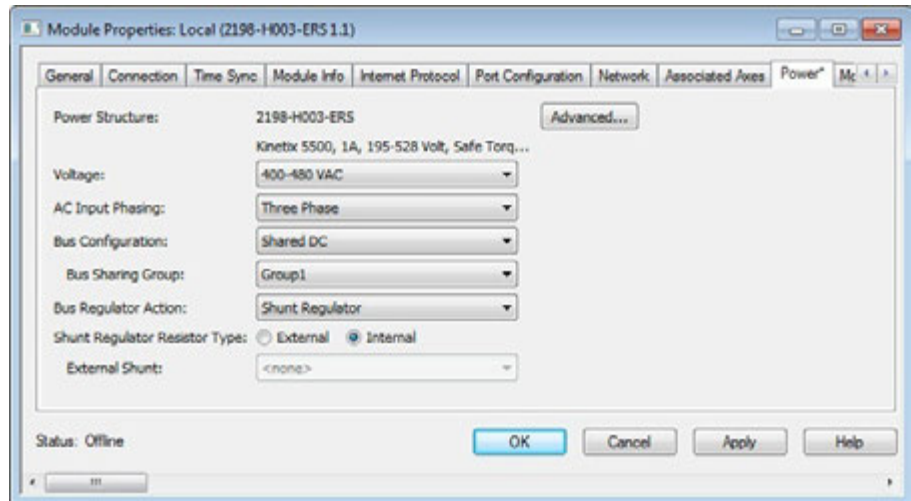 Module Properties: Local (2198-H003-ERS 1.1)
General Connection Time Sync Module Info Internet Protocol Port Configuration Network Associated Axes Power* Mc
Power Structure: 2198-H003-ERS Advanced...
Kinetix 5500, 1A, 195-528 Volt, Safe Torq...
Voltage: 400-480 VAC
AC Input Phasing: Three Phase
Bus Configuration: Shared DC
Bus Sharing Group: Group1
Bus Regulator Action: Shunt Regulator
Shunt Regulator Resistor Type: External Internal
External Shunt: <none>
Status: Offline OK Cancel Apply Help